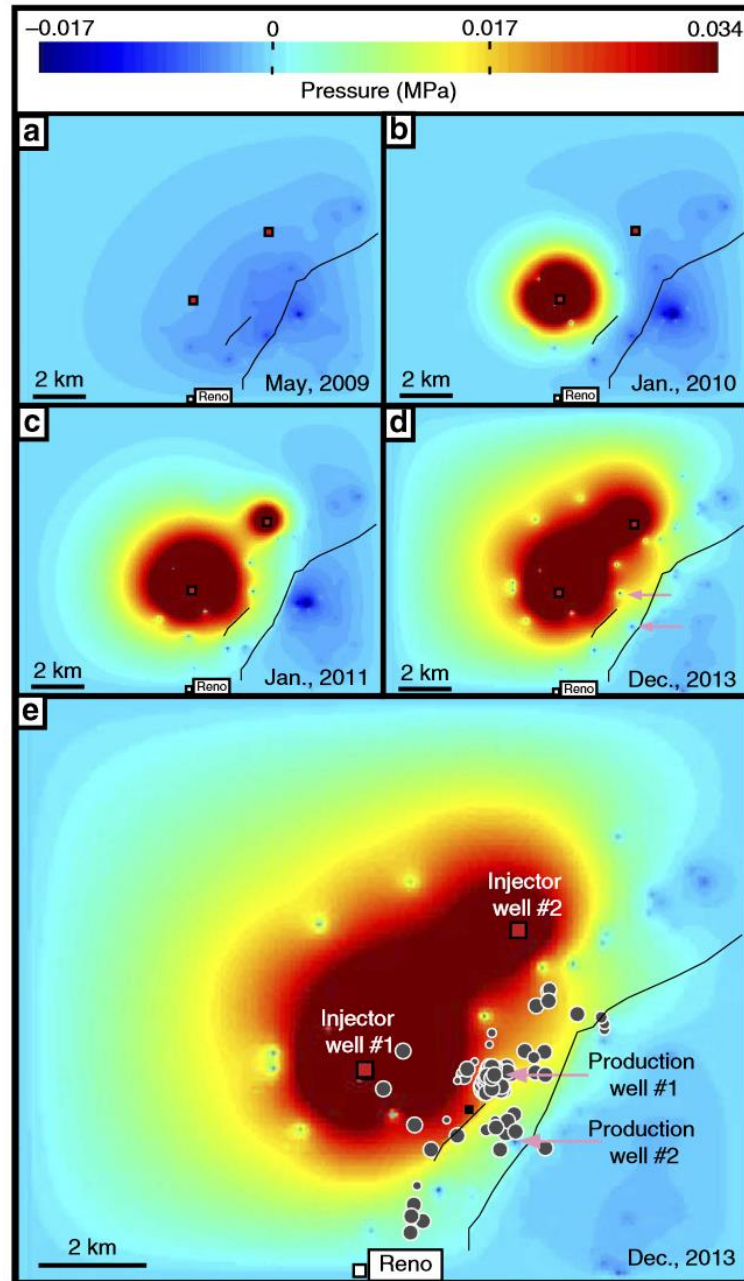 −0.017 0 0.017 0.034
Pressure (MPa)
a
2 km
Reno
May, 2009
b
2 km
Reno
Jan., 2010
c
2 km
Reno
Jan., 2011
d
2 km
Reno
Dec., 2013
e
Injector
well #2
Injector
well #1
Production
well #1
Production
well #2
2 km
Reno
Dec., 2013